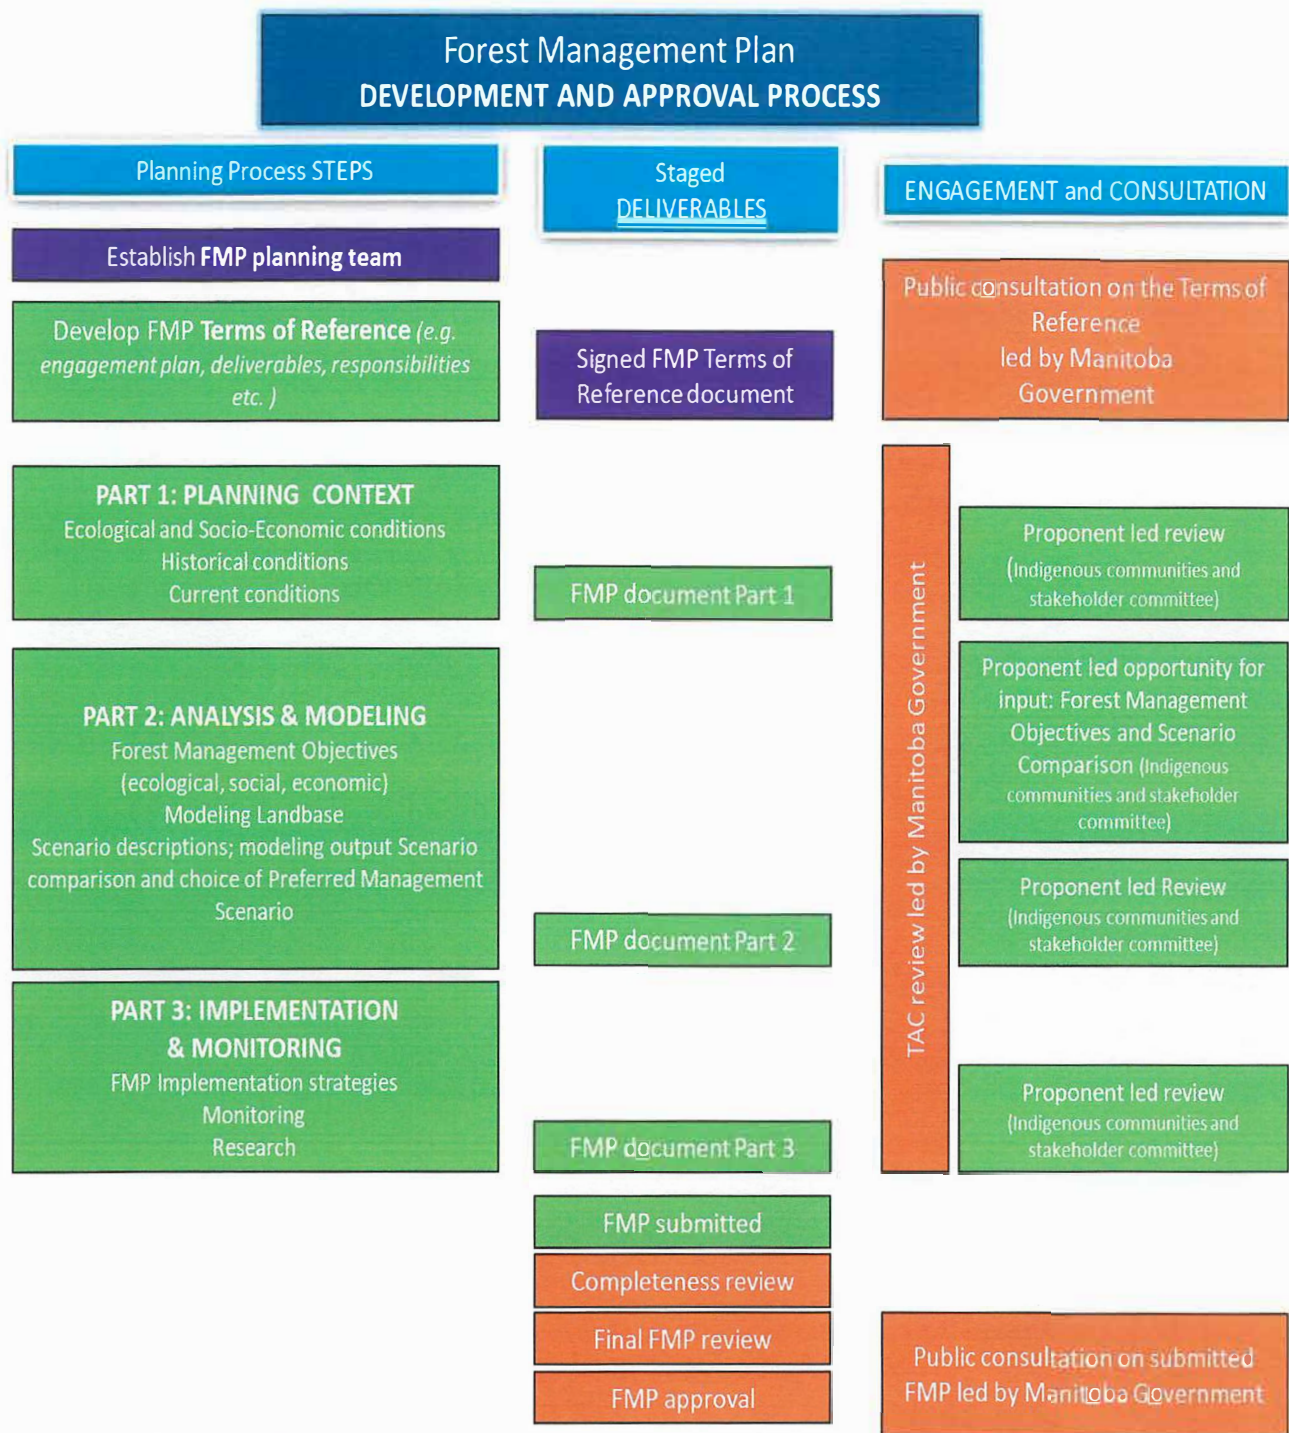 Forest Management Plan
DEVELOPMENT AND APPROVAL PROCESS
Planning Process STEPS
Establish FMP planning team
Develop FMP Terms of Reference (e.g.
engagement plan, deliverables, responsibilities
etc. )
PART 1: PLANNING CONTEXT
Ecological and Socio-Economic conditions
Historical conditions
Current conditions
PART 2: ANALYSIS & MODELING
Forest Management Objectives
(ecological, social, economic)
Modeling Landbase
Scenario descriptions; modeling output Scenario
comparison and choice of Preferred Management
Scenario
PART 3: IMPLEMENTATION
& MONITORING
FMP Implementation strategies
Monitoring
Research
Staged
DELIVERABLES
Signed FMP Terms of
Reference document
FMP document Part 1
FMP document Part 2
FMP document Part 3
FMP submitted
Completeness review
Final FMP review
FMP approval
ENGAGEMENT and CONSULTATION
Public consultation on the Terms of
Reference
led by Manitoba
Government
TAC review led by Manitoba Government
Proponent led review
(Indigenous communities and
stakeholder committee)
Proponent led opportunity for
input: Forest Management
Objectives and Scenario
Comparison (Indigenous
communities and stakeholder
committee)
Proponent led Review
(Indigenous communities and
stakeholder committee)
Proponent led review
(Indigenous communities and
stakeholder committee)
Public consultation on submitted
FMP led by Manitoba Government